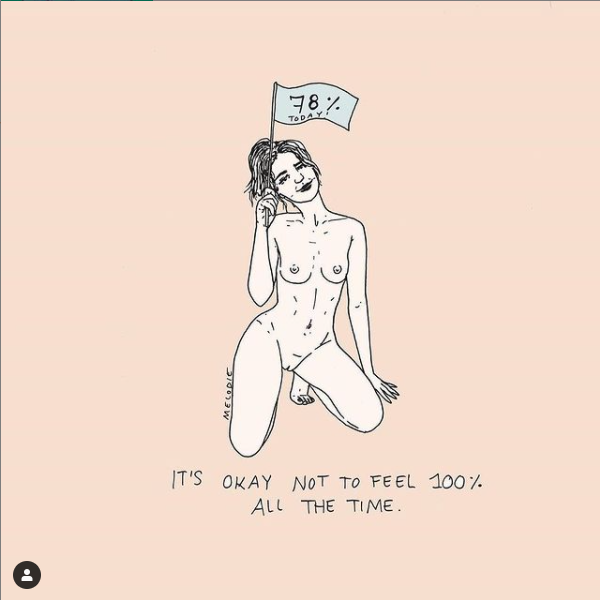 78%
TODAY!
MELODIE
IT'S OKAY NOT TO FEEL 100%
ALL THE TIME.